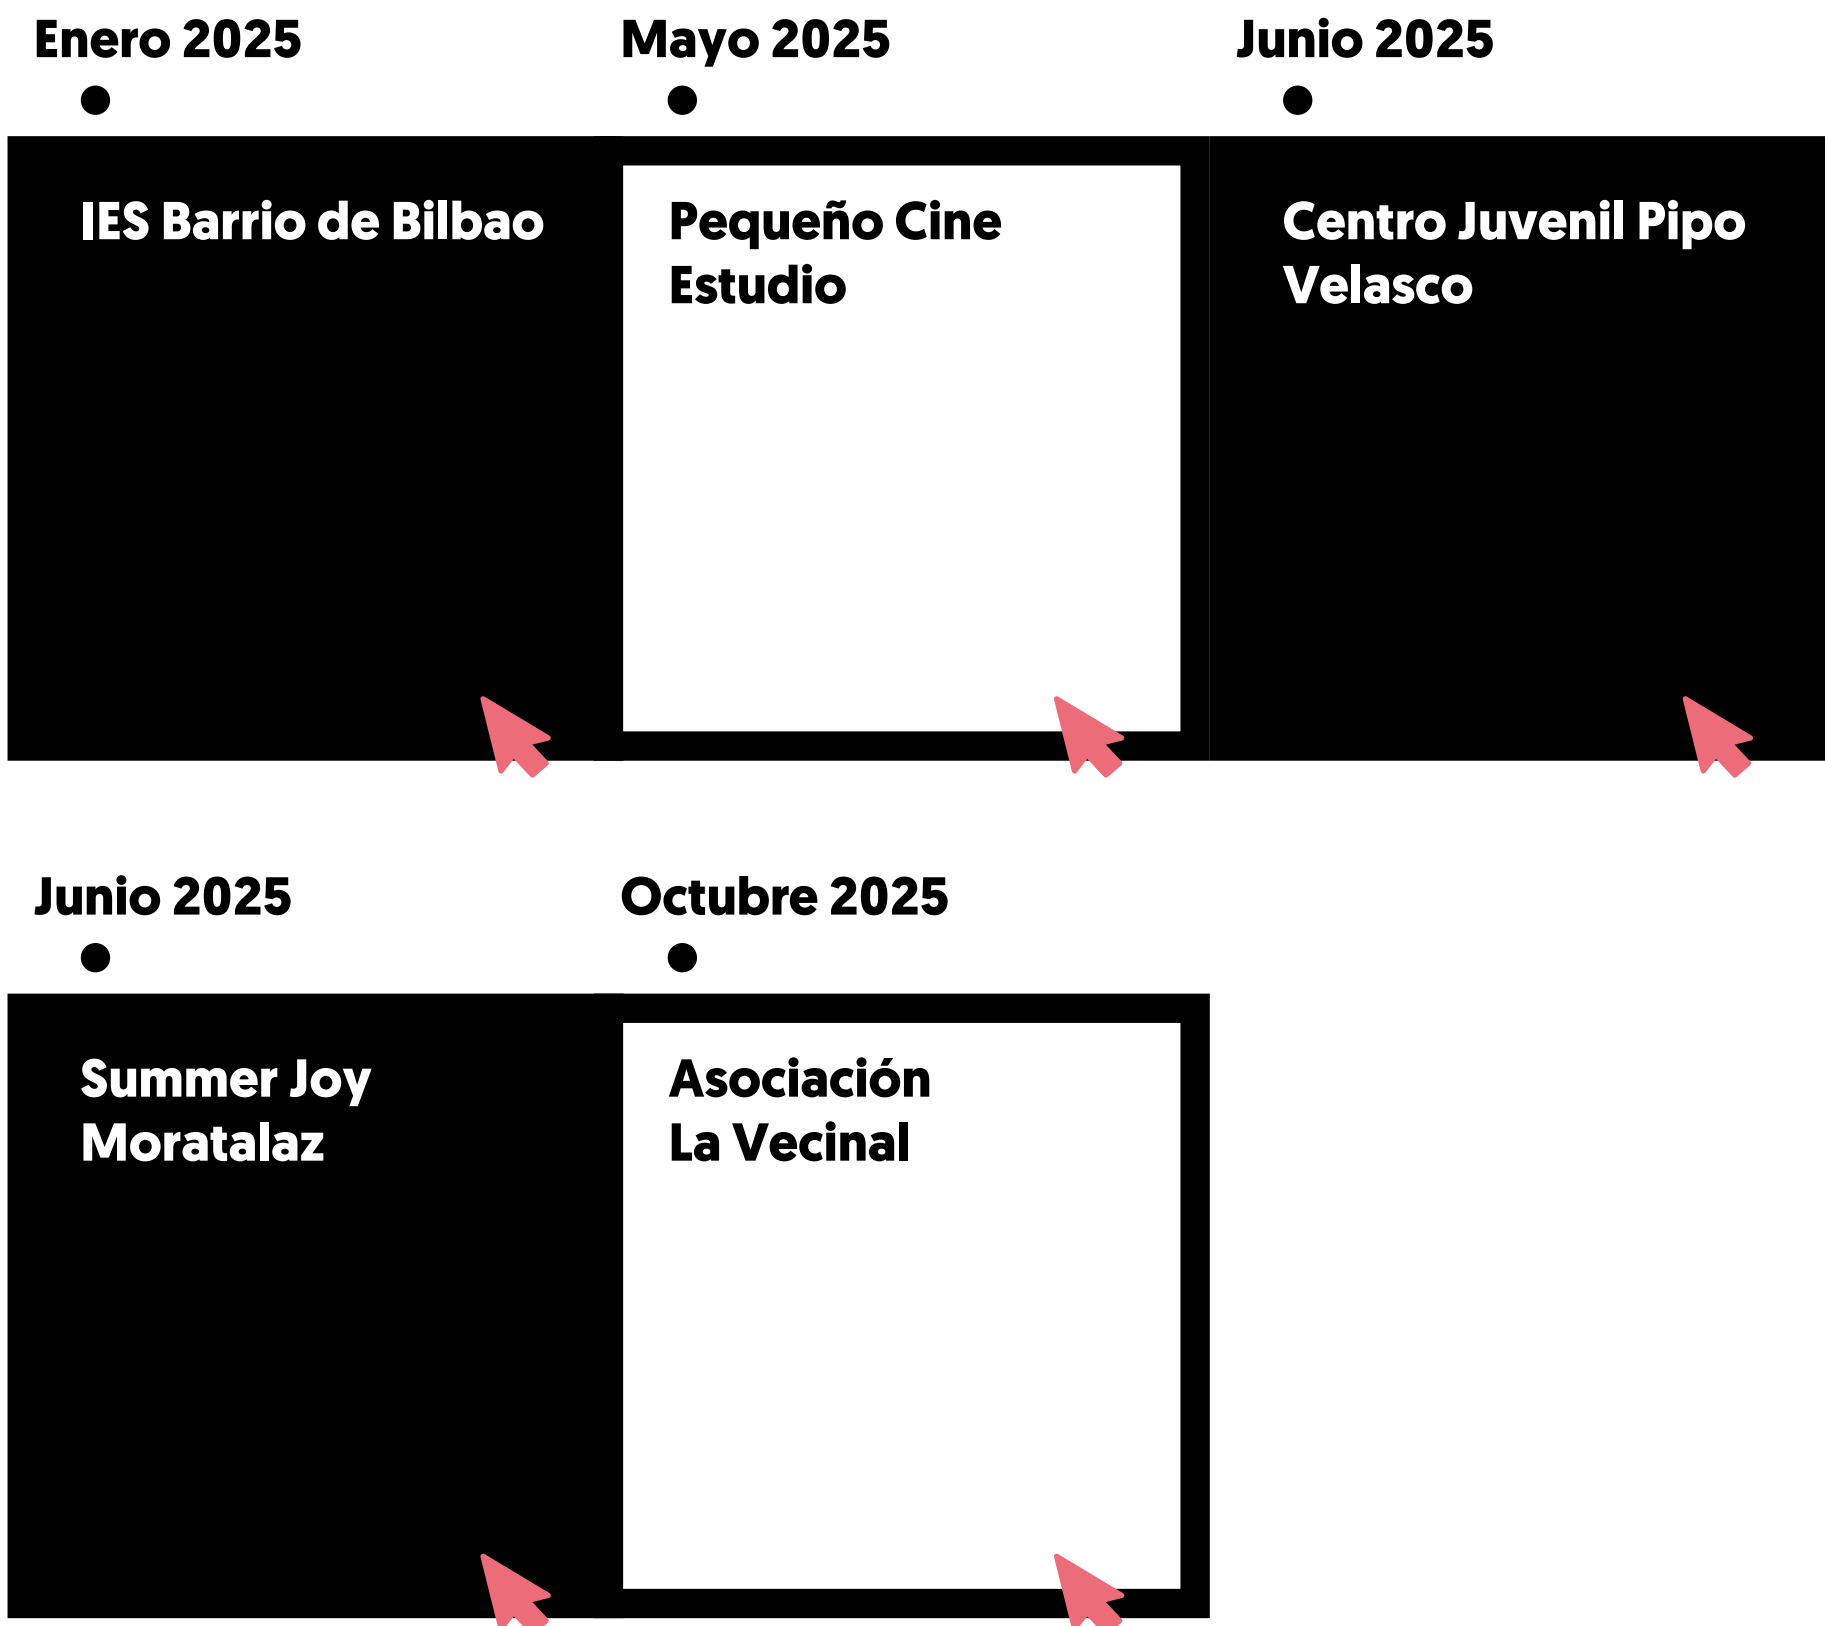 Enero 2025
IES Barrio de Bilbao
Mayo 2025
Pequeño Cine
Estudio
Junio 2025
Centro Juvenil Pipo
Velasco
Junio 2025
Summer Joy
Moratalaz
Octubre 2025
Asociación
La Vecinal